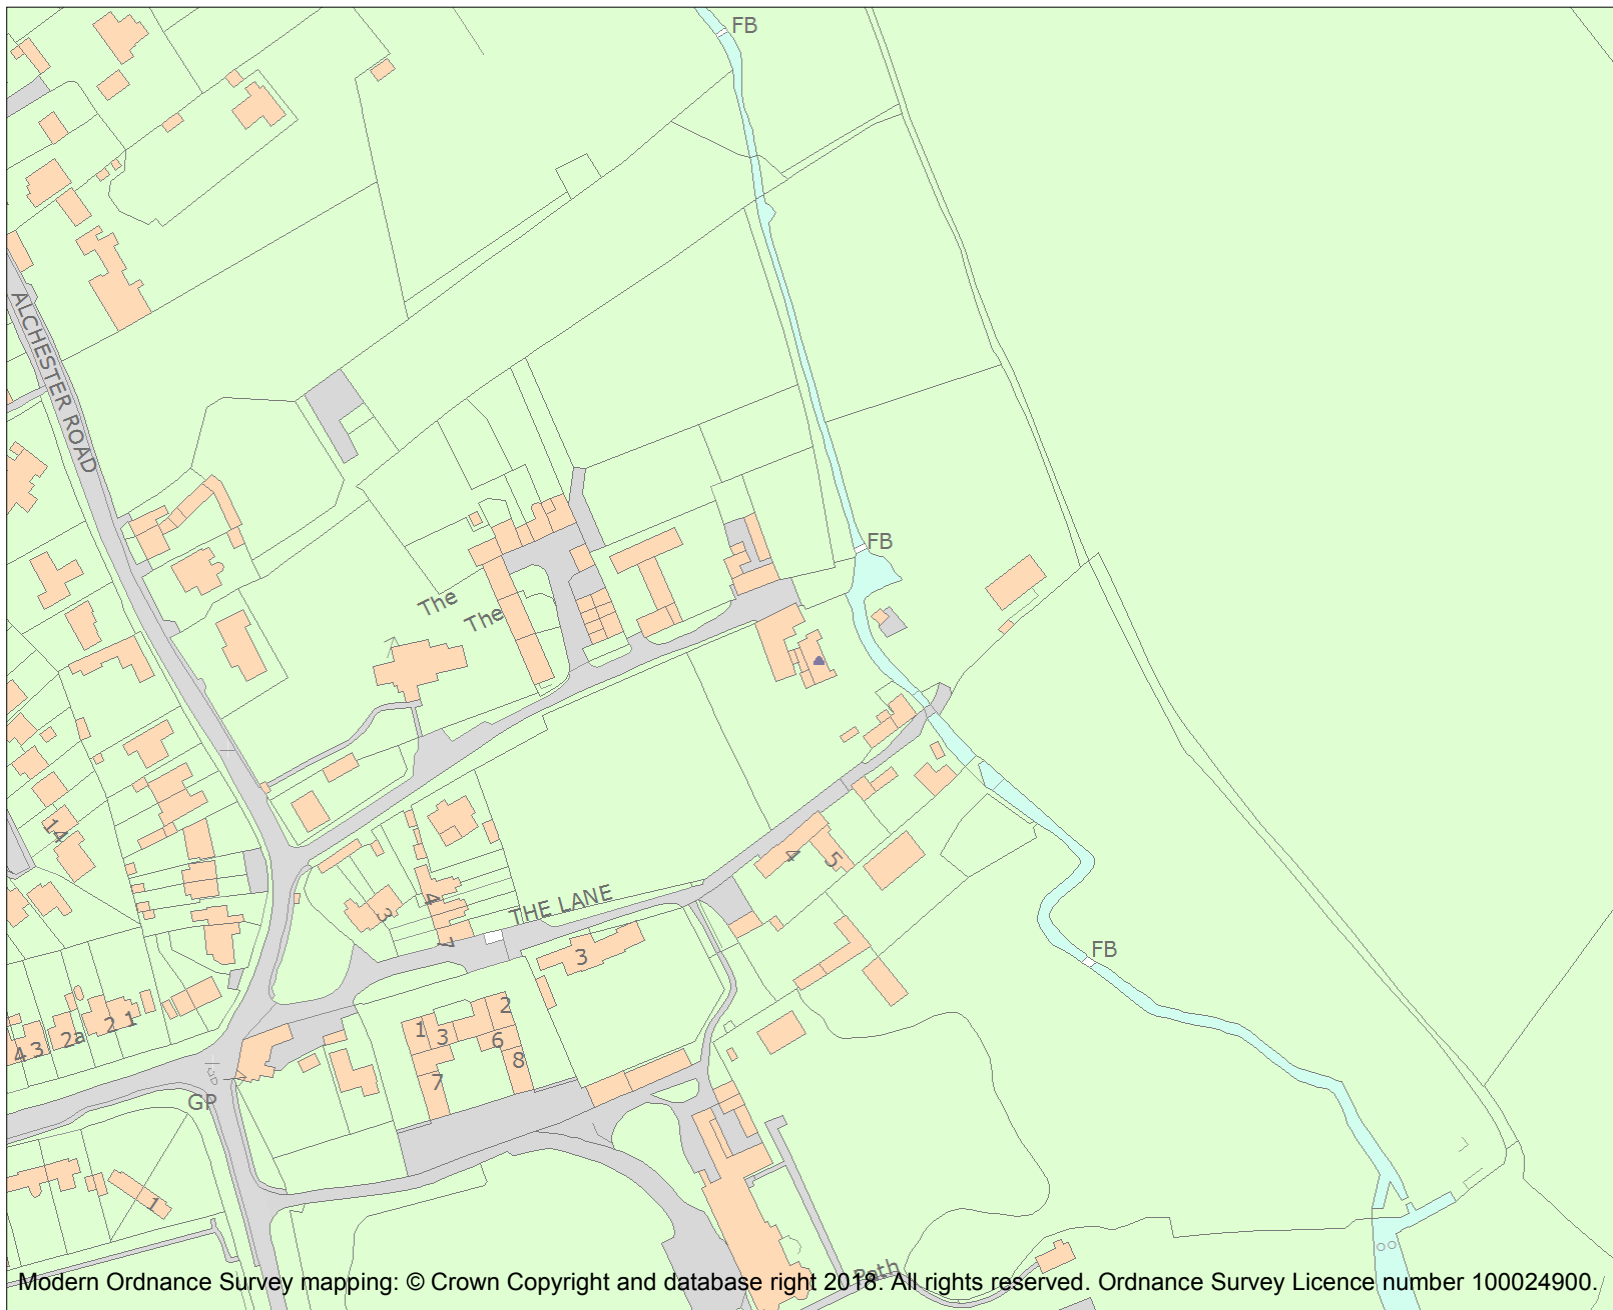 FB
ALCHESTER ROAD
FB
The
The
14
4
5
3
4
7
THE LANE
3
FB
2
1
3
6
8
7
4 3
2a
2 1
GP
1
Path
Modern Ordnance Survey mapping: © Crown Copyright and database right 2018. All rights reserved. Ordnance Survey Licence number 100024900.